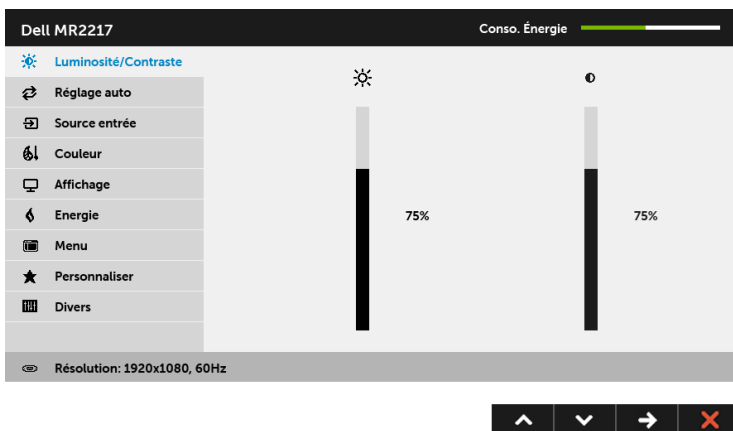 Dell MR2217
Conso. Énergie
Luminosité/Contraste
Réglage auto
Source entrée
Couleur
Affichage
Energie
Menu
Personnaliser
Divers
75%
75%
Résolution: 1920x1080, 60Hz